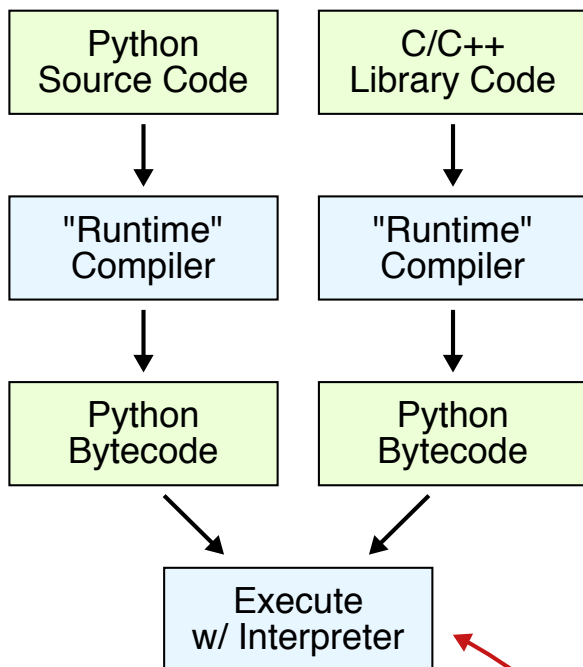 Python
Source Code
C/C++
Library Code
"Runtime"
Compiler
"Runtime"
Compiler
Python
Bytecode
Python
Bytecode
Execute
w/ Interpreter